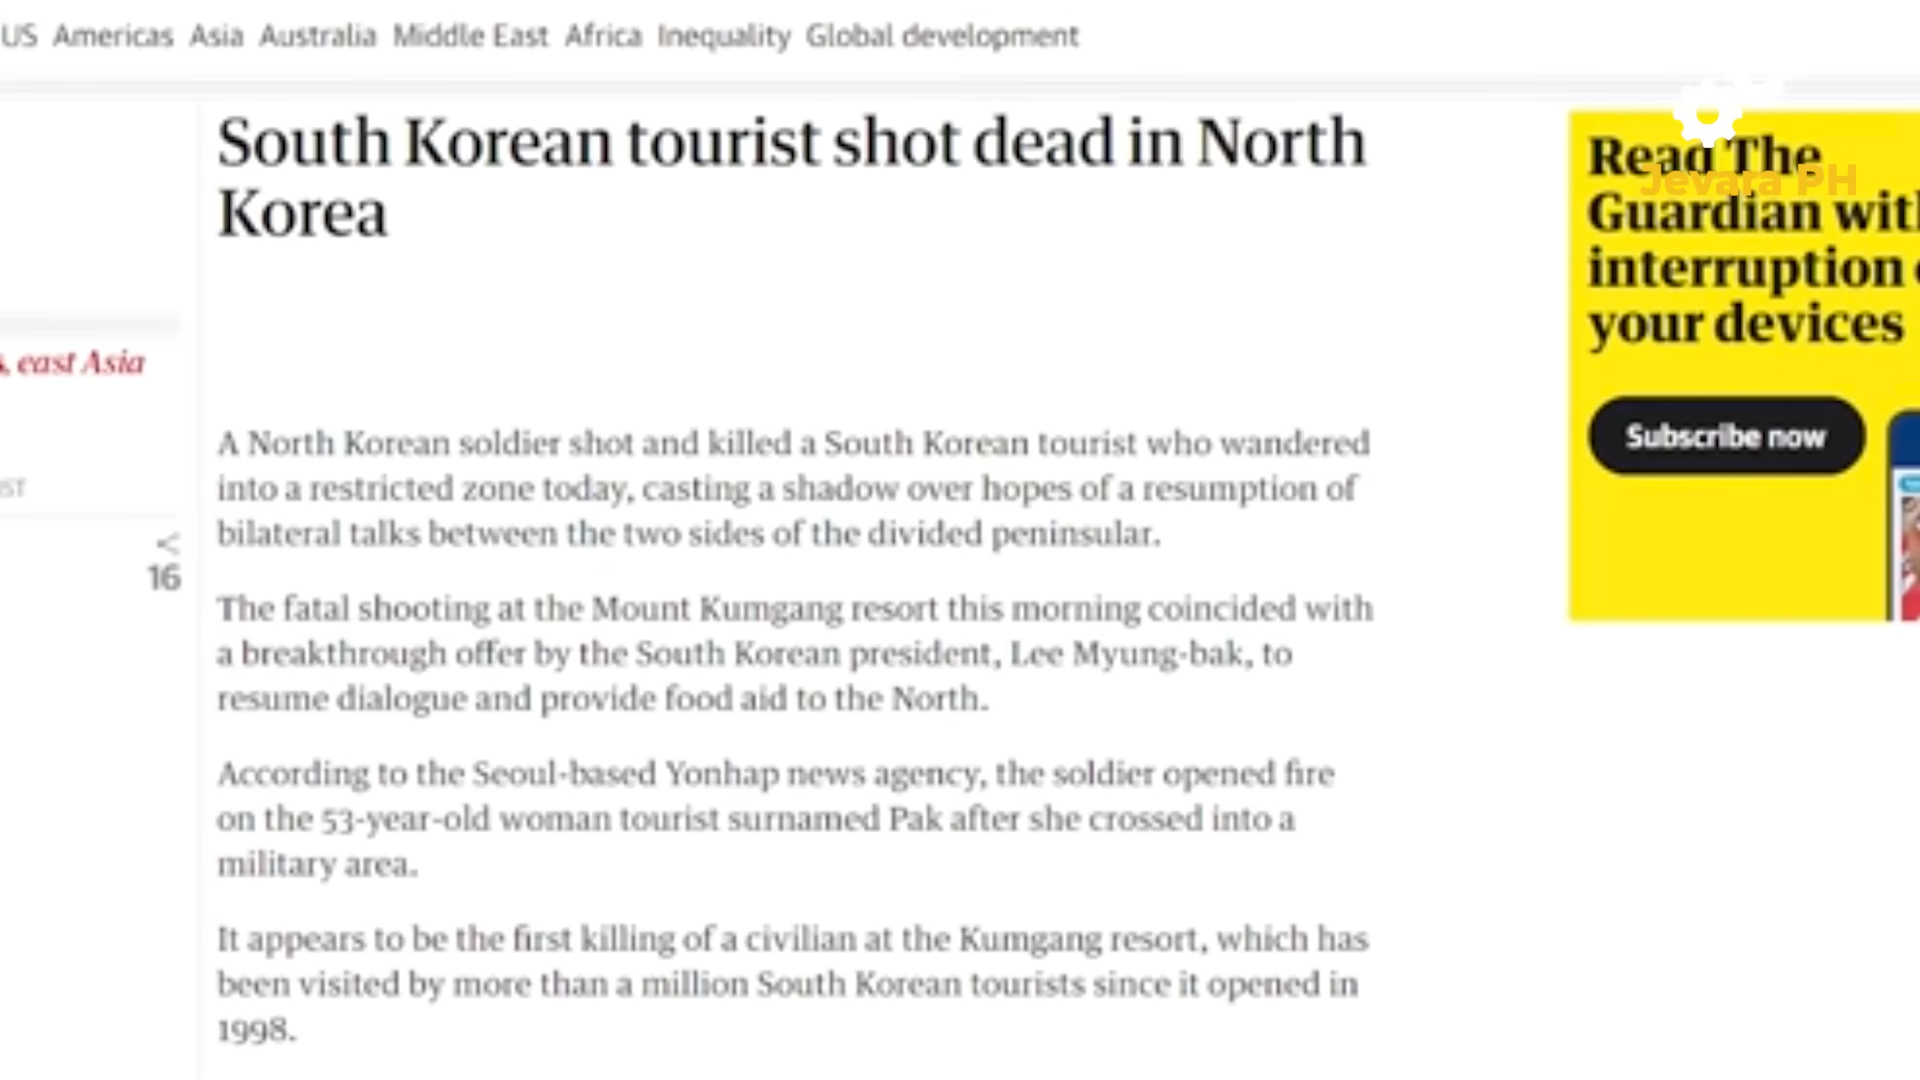 US Americas Asia Australia Middle East Africa Inequality Global development
South Korean tourist shot dead in North
Korea
east Asia
16
A North Korean soldier shot and killed a South Korean tourist who wandered
into a restricted zone today, casting a shadow over hopes of a resumption of
bilateral talks between the two sides of the divided peninsular.
The fatal shooting at the Mount Kumgang resort this morning coincided with
a breakthrough offer by the South Korean president, Lee Myung-bak, to
resume dialogue and provide food aid to the North.
According to the Seoul-based Yonhap news agency, the soldier opened fire
on the 53-year-old woman tourist surnamed Pak after she crossed into a
military area.
It appears to be the first killing of a civilian at the Kumgang resort, which has
been visited by more than a million South Korean tourists since it opened in
1998.
Read The
Guardian
interruption
your devices
Subscribe now
Jevara PH